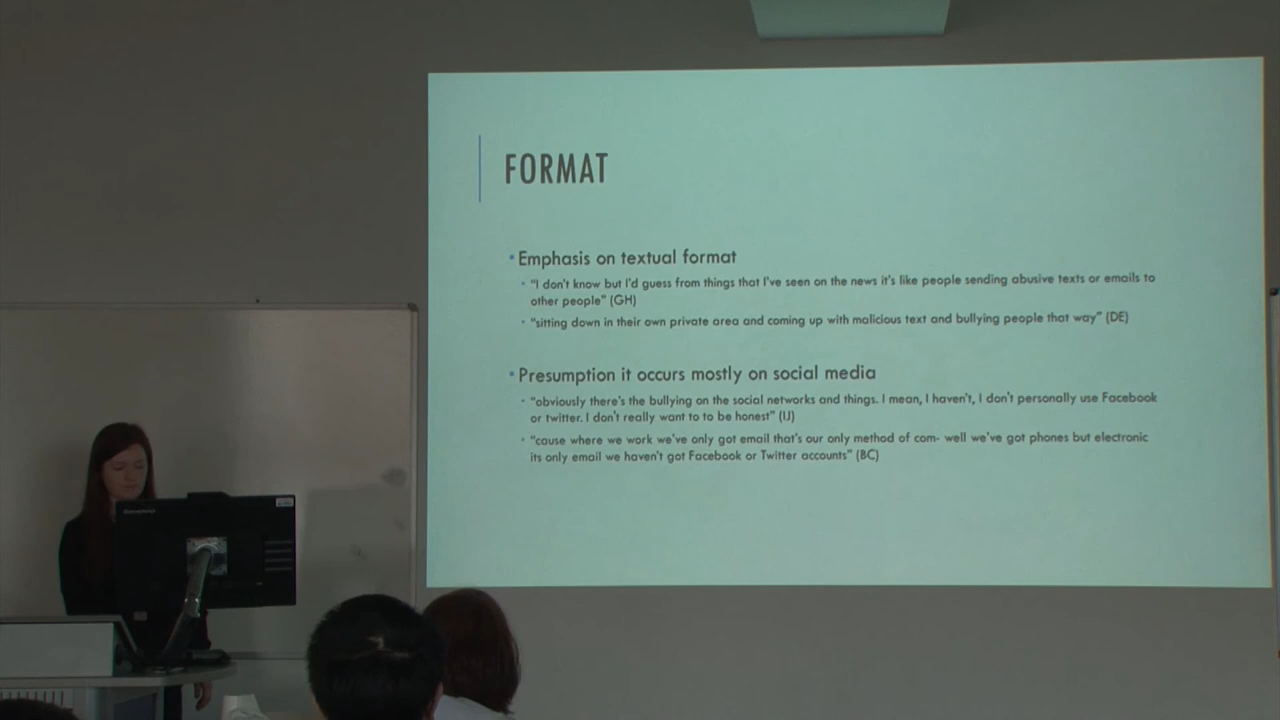 FORMAT
Emphasis on textual format
"I don't know but I'd guess from things that I've seen on the news it's like people sending abusive texts or emails to
other people" (GH)
"sitting down in their own private area and coming up with malicious text and bullying people that way" (DE)
Presumption it occurs mostly on social media
"obviously there's the bullying on the social networks and things. I mean, I haven't, I don't personally use Facebook
or twitter. I don't really want to to be honest" (IJ)
"cause where we work we've only got email that's our only method of com- well we've got phones but electronic
its only email we haven't got Facebook or Twitter accounts" (BC)